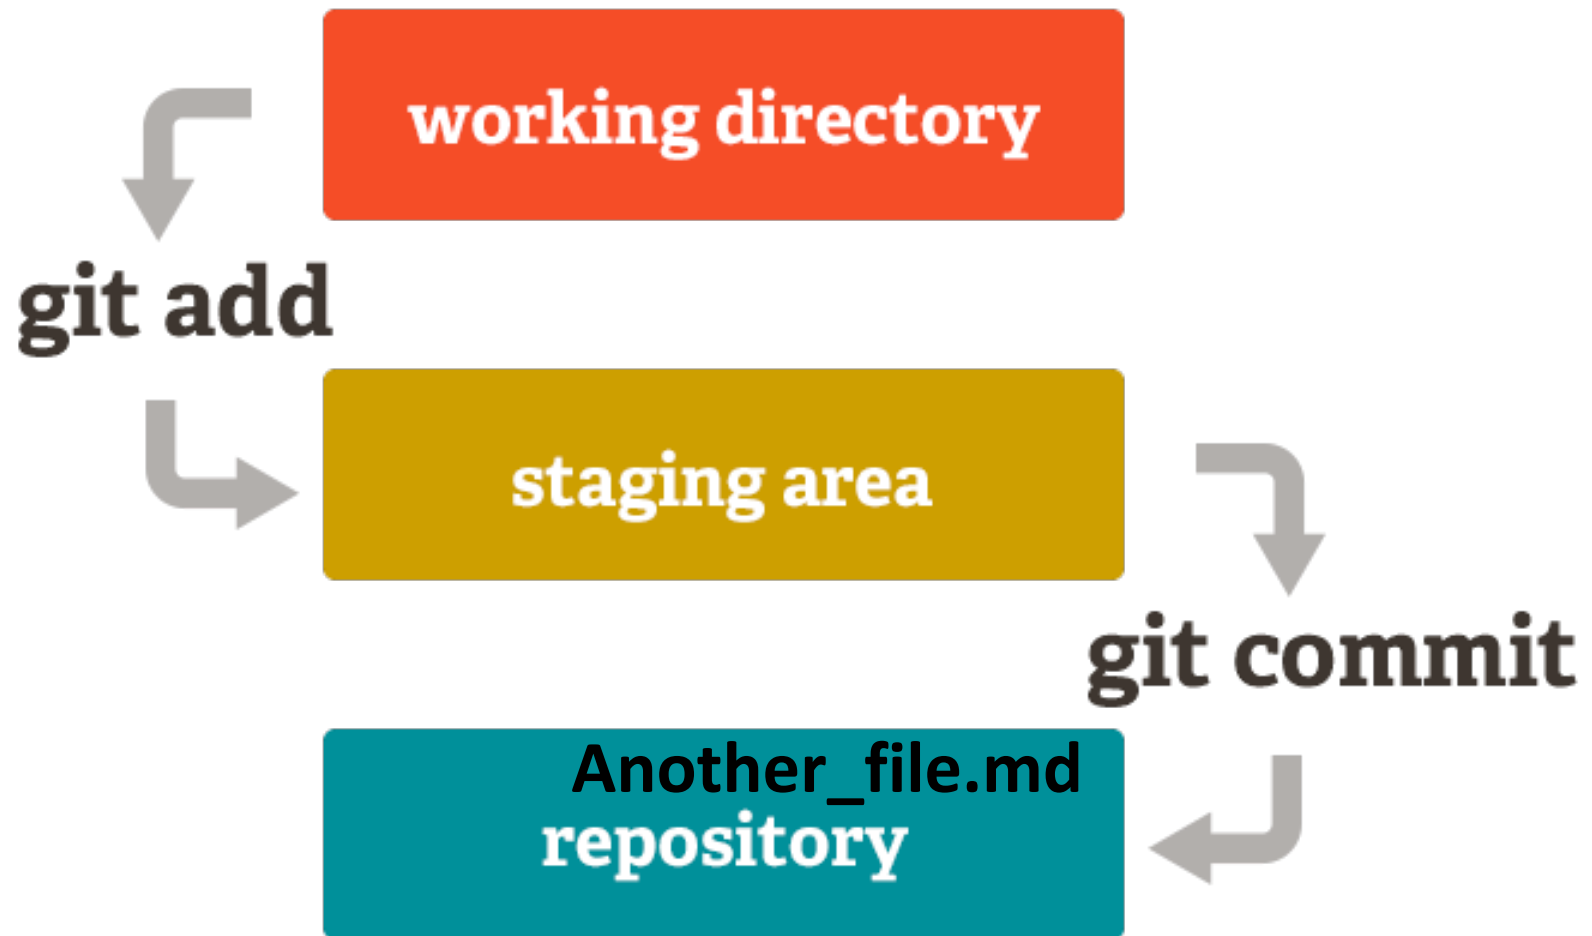 working directory
git add
staging area
git commit
Another_file.md
repository